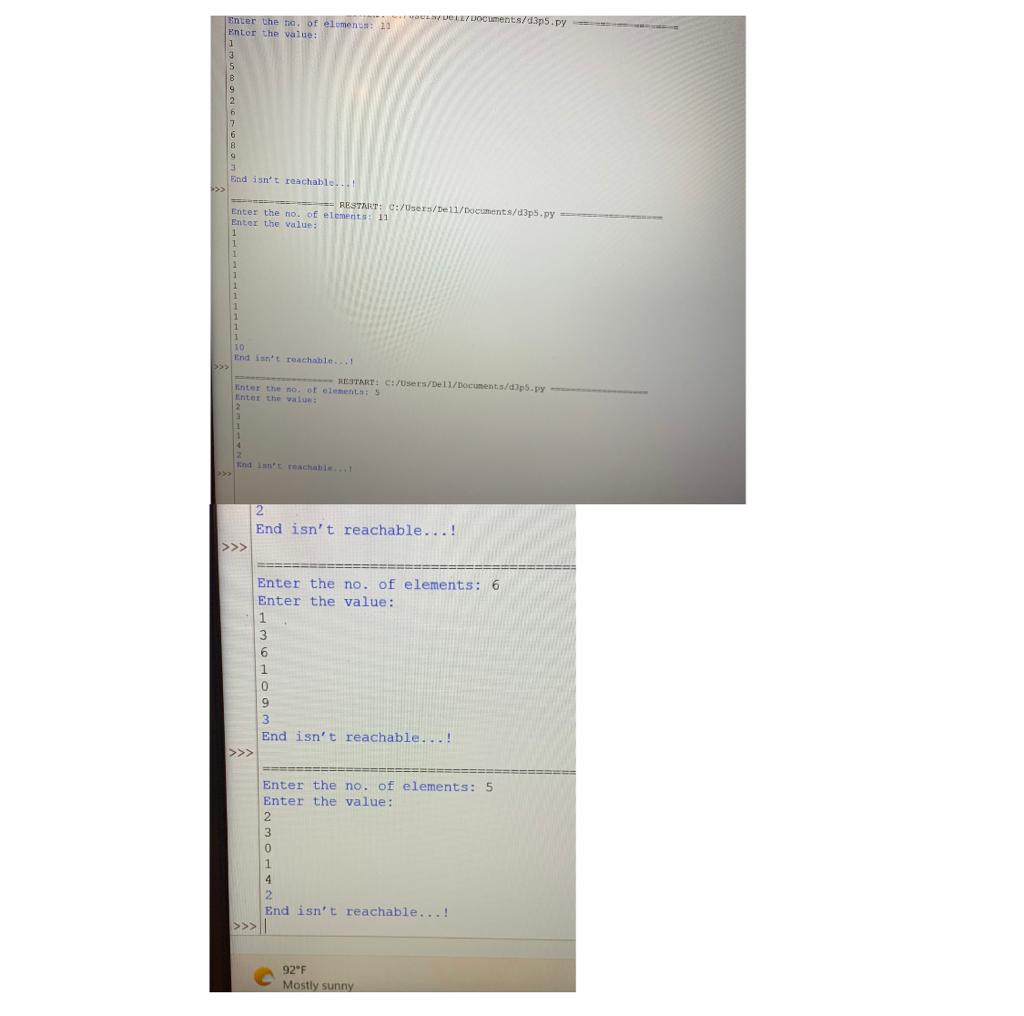 C:/Users/Dell/Documents/d3p5.py ====================
Enter the no. of elements: 11
Enter the value:
1
3
5
8
9
2
6
7
6
8
9
3
End isn't reachable...!
>>>
==================== RESTART: C:/Users/Dell/Documents/d3p5.py ====================
Enter the no. of elements: 11
Enter the value:
1
1
1
1
1
1
1
1
1
1
1
10
End isn't reachable...!
>>>
==================== RESTART: C:/Users/Dell/Documents/d3p5.py ====================
Enter the no. of elements: 5
Enter the value:
2
3
1
1
4
2
End isn't reachable...!
>>>
2
End isn't reachable...!
>>>
========================================
Enter the no. of elements: 6
Enter the value:
1
3
6
1
0
9
3
End isn't reachable...!
>>>
========================================
Enter the no. of elements: 5
Enter the value:
2
3
0
1
4
2
End isn't reachable...!
>>>
92°F
Mostly sunny